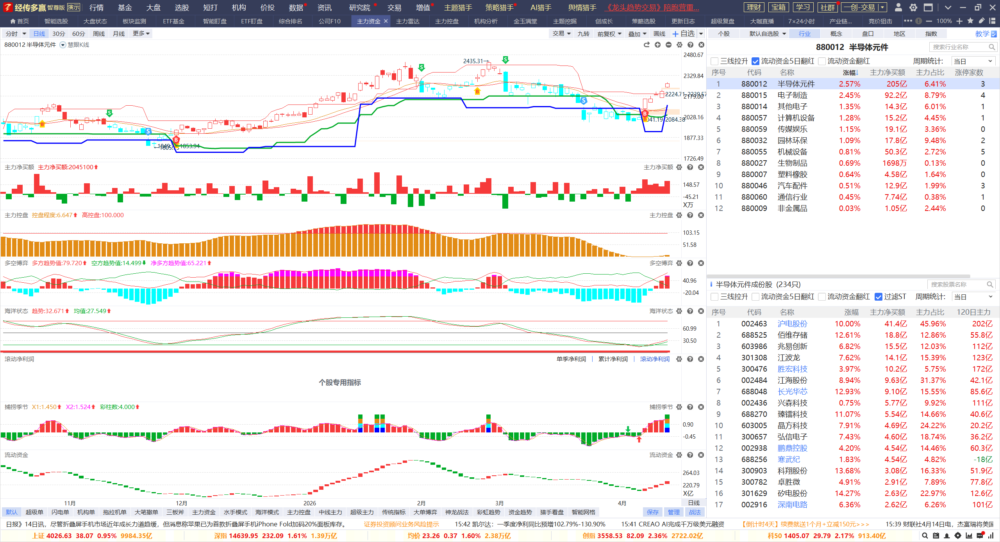 经传多赢 智尊版 演示 行情 基金 大盘 选股 短打 机构 价投 数据 资讯 研究院 交易 增值 主题猎手 策略猎手 AI猎手 舆情猎手 《龙头趋势交易》陪跑营重... 理财 宝箱 学习 社群 一创-交易
首页 智能选股 大盘状态 板块监测 ETF基金 智能盯盘 ETF盯盘 综合排名 公司F10 主力资金 主力雷达 主力控盘 机构分析 金玉满堂 主题挖掘 创成长 策略选股 更新日志 超级复盘 大咖直播 7×24小时 产业链... 竞价狙击 100%
分时 日线 30分 60分 周线 月线 更多 交易 九转 前复权 叠加 画线 自选
880012 半导体元件 慧眼K线
2480.67
2435.31→
2329.84
2224.71-2239.57
2179.00
2028.16
2084.38
1877.33
1853.94
1726.49
主力净买额 主力净买额:2045100 主力净买额
148.57
-45.21
X万
主力控盘 控盘程度:6.647 高控盘:100.000 主力控盘
103.15
51.58
多空博弈 多方趋势值:79.720 空方趋势值:14.499 净多方趋势值:65.221 多空博弈
40.96
-20.04
海洋状态 趋势:32.671 均值:27.549 海洋状态
60.99
30.50
滚动净利润 单季净利润 累计净利润 滚动净利润
个股专用指标
捕捞季节 X1:1.450 X2:1.524 彩柱数:4.000 捕捞季节
0.90
-0.45
流动资金 流动资金
264.03
220.79
X亿
11月 12月 2026 2月 3月 4月 日线
默认 超级单 闪电单 机构单 拖拉机单 大笔撤单 三板斧 主力资金 水手模式 海洋模式 主力控盘 中线主力 超级主力 传统指标 大单博弈 神龙战法 彩虹趋势 资金趋势 猎手看盘 智能网格 保存 管理 战法
个股 默认自选股 行业 概念 盘口 地区 指数 教学
880012 半导体元件 搜索行业名称
三线拉升 流动资金5日翻红 流动资金翻红 周期统计: 当日
序号 代码 名称 涨幅↓ 主力净买额 主力占比 涨停家数
1 880012 半导体元件 2.57% 205亿 6.41% 3
2 880015 电子制造 2.45% 92.2亿 8.79% 4
3 880014 其他电子 1.35% 14.3亿 6.01% 1
4 880057 计算机设备 1.28% 15.2亿 4.45% 1
5 880059 传媒娱乐 1.15% 19.1亿 3.36% 0
6 880032 园林环保 1.09% 17.8亿 9.48% 2
7 880055 机械设备 0.81% 50.3亿 2.72% 5
8 880027 生物制品 0.69% 1698万 0.13% 0
9 880007 塑料橡胶 0.64% 4.58亿 1.64% 0
10 880046 汽车配件 0.51% 12.9亿 1.99% 3
11 880060 通信行业 0.45% 7.74亿 0.38% 1
12 880009 非金属品 0.03% 1.05亿 2.44% 0
半导体元件成份股 (234只) 搜索股票名称
三线拉升 流动资金5日翻红 流动资金翻红 过滤ST 周期统计: 当日
序号 代码 名称 涨幅 主力净买额 主力占比 120日主力
1 002463 沪电股份 10.00% 41.4亿 45.96% 202亿
2 688525 佰维存储 12.61% 18.8亿 12.86% 55.8亿
3 603986 兆易创新 6.82% 15.5亿 12.03% 112亿
4 301308 江波龙 7.62% 14.1亿 15.39% 123亿
5 300476 胜宏科技 3.97% 10.2亿 5.75% 172亿
6 002484 江海股份 8.94% 9.63亿 31.37% 42.1亿
7 688048 长光华芯 12.93% 9.10亿 15.55% 85.6亿
8 002436 兴森科技 0.75% 5.77亿 9.92% 111亿
9 688270 臻镭科技 11.07% 5.54亿 14.66% 40.6亿
10 603005 晶方科技 7.91% 4.69亿 24.22% 20.2亿
11 300657 弘信电子 7.43% 4.60亿 18.74% 36.2亿
12 002938 鹏鼎控股 4.20% 4.54亿 14.46% 60.3亿
13 688256 寒武纪 1.83% 4.54亿 4.82% -18亿
14 300903 科翔股份 13.68% 3.08亿 16.33% 51.9亿
15 300782 卓胜微 4.91% 2.91亿 7.89% 77.8亿
16 301629 矽电股份 14.27% 2.63亿 22.97% 12.6亿
17 002916 深南电路 6.36% 2.62亿 6.26% 101亿
日报》14日讯，尽管折叠屏手机市场近年成长力道趋缓，但消息称苹果已为首款折叠屏手机iPhone Fold加码20%面板库存。 证券投资顾问业务风险提示 15:42 凯尔达：一季度净利同比预增102.79%-130.90% 15:41 CREAO AI完成千万级美元融资 【倒计时4天】续费就送1个月+立减150元>>> 15:39 财联社4月14日电，杰富瑞将美国
上证 4026.63 38.07 0.95% 9984.35亿 深指 14639.95 232.09 1.61% 1.39万亿 均价 23.26 0.37 1.60% 2.38万亿 创指 3558.53 82.09 2.36% 2722.02亿 科50 1405.07 29.79 2.17% 913.40亿